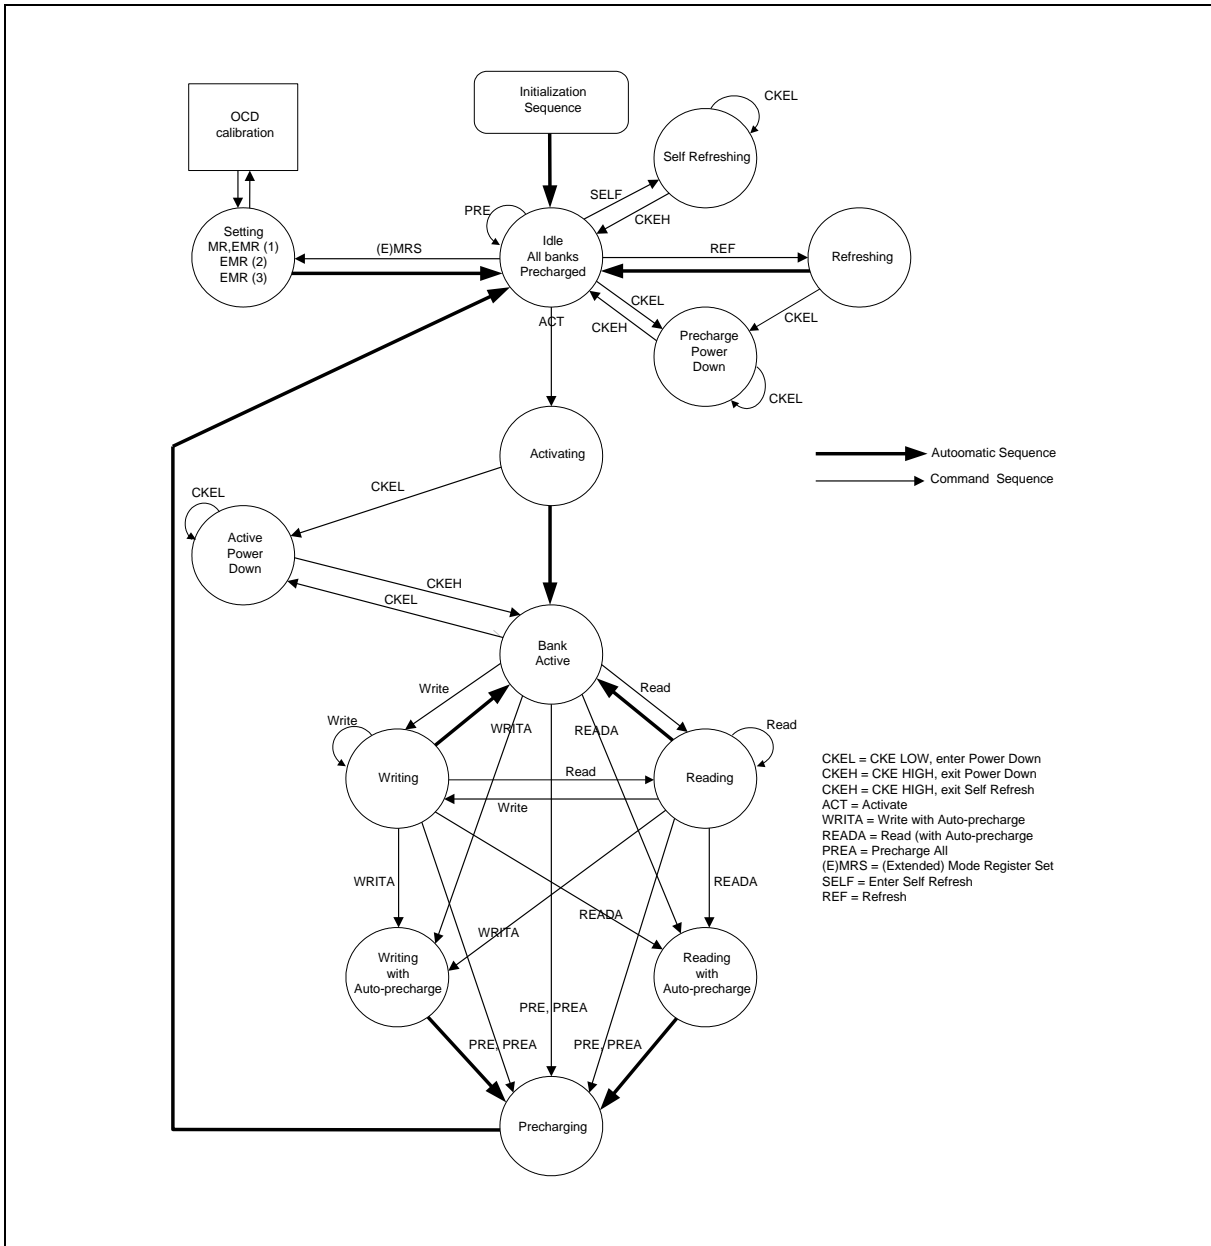 CKEL
Initialization
Sequence
OCD
calibration
Self Refreshing
SELF
PRE
CKEH
Setting
MR,EMR (1)
EMR (2)
EMR (3)
(E)MRS
Idle
All banks
Precharged
REF
Refreshing
CKEL
CKEH
CKEL
ACT
Precharge
Power
Down
CKEL
Activating
Autoomatic Sequence
Command Sequence
CKEL
CKEL
Active
Power
Down
CKEH
CKEL
Bank
Active
Write
Read
Write
WRITA
READA
Read
Writing
Read
Reading
Write
CKEL = CKE LOW, enter Power Down
CKEH = CKE HIGH, exit Power Down
CKEH = CKE HIGH, exit Self Refresh
ACT = Activate
WRITA = Write with Auto-precharge
READA = Read (with Auto-precharge
PREA = Precharge All
(E)MRS = (Extended) Mode Register Set
SELF = Enter Self Refresh
REF = Refresh
WRITA
READA
READA
WRITA
Writing
with
Auto-precharge
Reading
with
Auto-precharge
PRE, PREA
PRE, PREA
PRE, PREA
Precharging